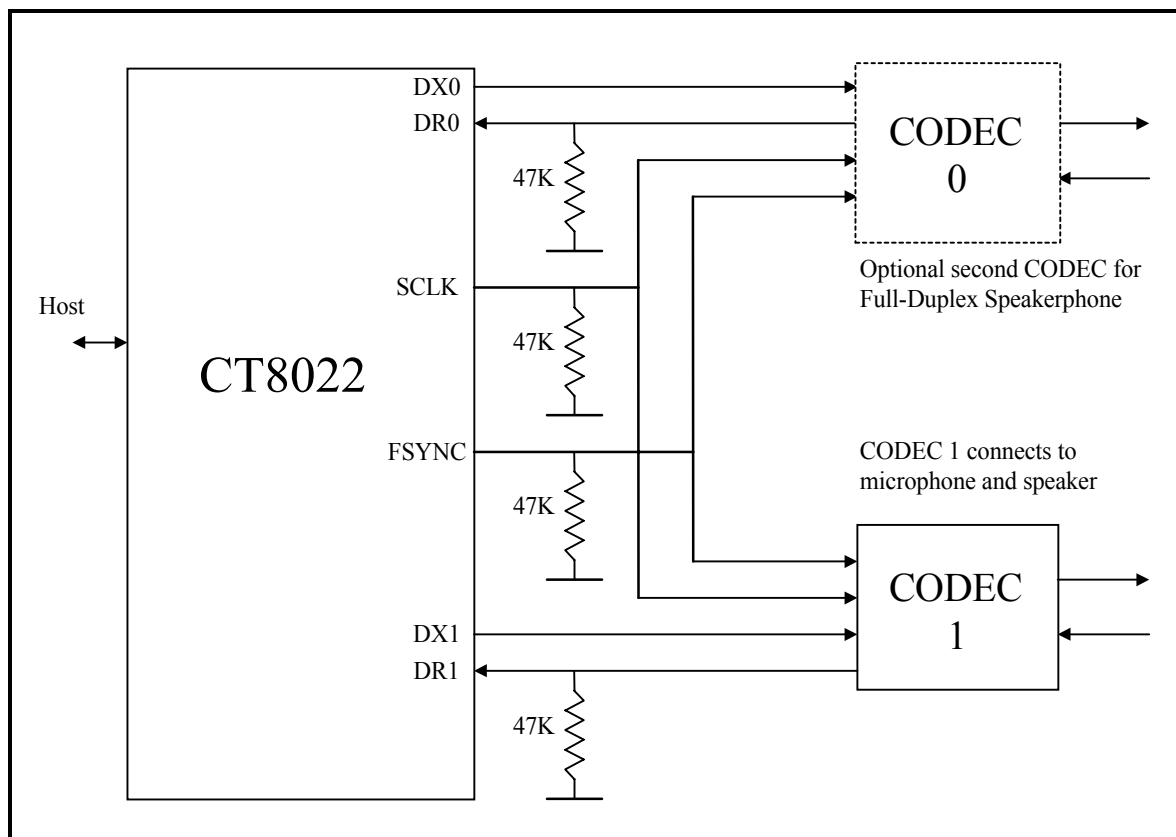 DX0
DR0
CODEC
0
47K
Optional second CODEC for
Full-Duplex Speakerphone
SCLK
Host
47K
CT8022
FSYNC
CODEC 1 connects to
microphone and speaker
47K
CODEC
1
DX1
DR1
47K